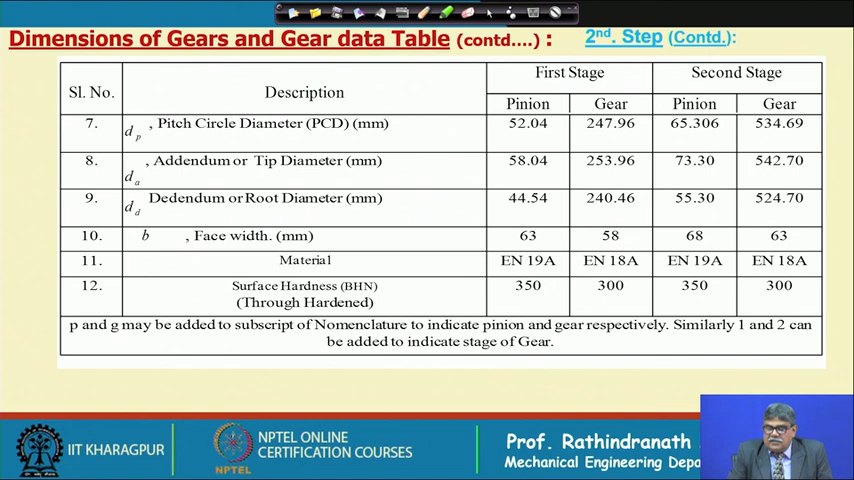 Dimensions of Gears and Gear data Table (contd....) : 2nd. Step (Contd.):
Sl. No. Description First Stage Second Stage
Pinion Gear Pinion Gear
7. dp , Pitch Circle Diameter (PCD) (mm) 52.04 247.96 65.306 534.69
8. da , Addendum or Tip Diameter (mm) 58.04 253.96 73.30 542.70
9. dd Dedendum or Root Diameter (mm) 44.54 240.46 55.30 524.70
10. b , Face width. (mm) 63 58 68 63
11. Material EN 19A EN 18A EN 19A EN 18A
12. Surface Hardness (BHN) 350 300 350 300
(Through Hardened)
p and g may be added to subscript of Nomenclature to indicate pinion and gear respectively. Similarly 1 and 2 can
be added to indicate stage of Gear.
IIT KHARAGPUR
NPTEL
NPTEL ONLINE
CERTIFICATION COURSES
Prof. Rathindranath
Mechanical Engineering